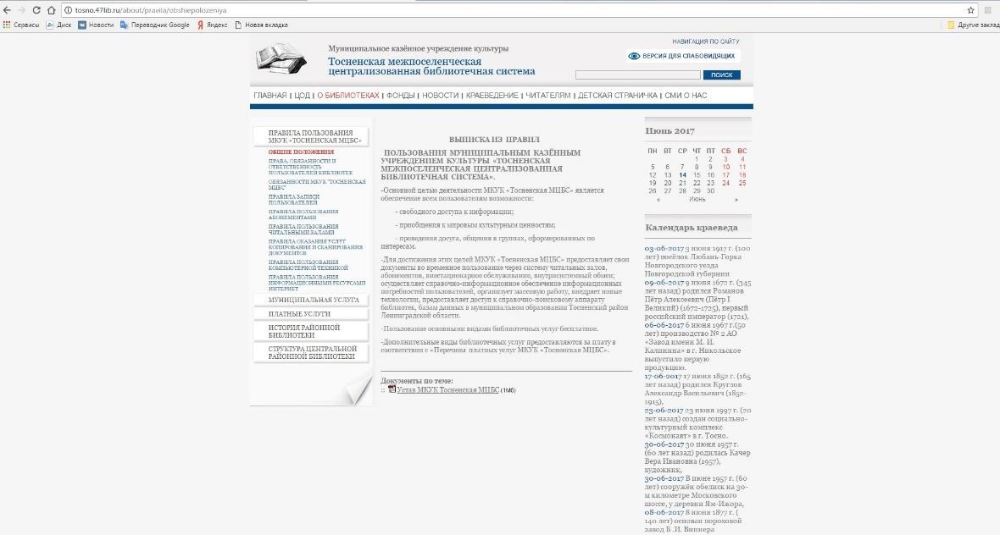 tosno.47lib.ru/about/pravila/obshiepolozeniya
Сервисы Диск Новости Переводчик Google Яндекс Новая вкладка Другие заклад
НАВИГАЦИЯ ПО САЙТУ
ВЕРСИЯ ДЛЯ СЛАБОВИДЯЩИХ
ПОИСК
Муниципальное казённое учреждение культуры
Тосненская межпоселенческая
централизованная библиотечная система
ГЛАВНАЯ | ЦОД | О БИБЛИОТЕКАХ | ФОНДЫ | НОВОСТИ | КРАЕВЕДЕНИЕ | ЧИТАТЕЛЯМ | ДЕТСКАЯ СТРАНИЧКА | СМИ О НАС
ПРАВИЛА ПОЛЬЗОВАНИЯ
МКУК «ТОСНЕНСКАЯ МЦБС»
ОБЩИЕ ПОЛОЖЕНИЯ
ПРАВА, ОБЯЗАННОСТИ И
ОТВЕТСТВЕННОСТЬ
ПОЛЬЗОВАТЕЛЕЙ БИБЛИОТЕК
ОБЯЗАННОСТИ МКУК "ТОСНЕНСКАЯ
МЦБС"
ПРАВИЛА ЗАПИСИ
ПОЛЬЗОВАТЕЛЕЙ
ПРАВИЛА ПОЛЬЗОВАНИЯ
АБОНЕМЕНТАМИ
ПРАВИЛА ПОЛЬЗОВАНИЯ
ЧИТАЛЬНЫМИ ЗАЛАМИ
ПРАВИЛА ОКАЗАНИЯ УСЛУГ
КОПИРОВАНИЯ И СКАНИРОВАНИЯ
ДОКУМЕНТОВ
ПРАВИЛА ПОЛЬЗОВАНИЯ
КОМПЬЮТЕРНОЙ ТЕХНИКОЙ
ПРАВИЛА ПОЛЬЗОВАНИЯ
ИНФОРМАЦИОННЫМИ РЕСУРСАМИ
ИНТЕРНЕТ
МУНИЦИПАЛЬНАЯ УСЛУГА
ПЛАТНЫЕ УСЛУГИ
ИСТОРИЯ РАЙОННОЙ
БИБЛИОТЕКИ
СТРУКТУРА ЦЕНТРАЛЬНОЙ
РАЙОННОЙ БИБЛИОТЕКИ
ВЫПИСКА ИЗ ПРАВИЛ
ПОЛЬЗОВАНИЯ МУНИЦИПАЛЬНЫМ КАЗЁННЫМ
УЧРЕЖДЕНИЕМ КУЛЬТУРЫ «ТОСНЕНСКАЯ
МЕЖПОСЕЛЕНЧЕСКАЯ ЦЕНТРАЛИЗОВАННАЯ
БИБЛИОТЕЧНАЯ СИСТЕМА».
-Основной целью деятельности МКУК «Тосненская МЦБС» является
обеспечение всем пользователям возможности:
- свободного доступа к информации;
- приобщения к мировым культурным ценностям;
- проведения досуга, общения в группах, сформированных по
интересам.
-Для достижения этих целей МКУК «Тосненская МЦБС» предоставляет свои
документы во временное пользование через систему читальных залов,
абонементов, внестационарное обслуживание, внутрисистемный обмен;
осуществляет справочно-информационное обеспечение информационных
потребностей пользователей, организует массовую работу, внедряет новые
технологии, предоставляет доступ к справочно-поисковому аппарату
библиотек, базам данных в муниципальном образовании Тосненский район
Ленинградской области.
-Пользование основными видами библиотечных услуг бесплатное.
-Дополнительные виды библиотечных услуг предоставляются за плату в
соответствии с «Перечнем платных услуг МКУК «Тосненская МЦБС».
Документы по теме:
:: Устав МКУК Тосненская МЦБС (1Мб)
Июнь 2017
ПН ВТ СР ЧТ ПТ СБ ВС
1 2 3 4
5 6 7 8 9 10 11
12 13 14 15 16 17 18
19 20 21 22 23 24 25
26 27 28 29 30
« Июнь »
Календарь краеведа
03-06-2017 3 июня 1917 г. (100
лет) посёлок Любань-Горка
Новгородского уезда
Новгородской губернии
09-06-2017 9 июня 1672 г. (345
лет назад) родился Романов
Пётр Алексеевич (Пётр I
Великий) (1672-1725), первый
российский император (1721),
06-06-2017 6 июня 1967 г.(50
лет) производство № 2 АО
«Завод имени М. И.
Калинина» в г. Никольское
выпустило первую
продукцию.
17-06-2017 17 июня 1852 г. (165
лет назад) родился Круглов
Александр Васильевич (1852-
1915),
23-06-2017 23 июня 1997 г. (20
лет назад) создан социально-
культурный комплекс
«Космонавт» в г. Тосно.
30-06-2017 30 июня 1957 г.
(60 лет назад) родилась Качер
Вера Ивановна (1957),
художник,
30-06-2017 В июне 1957 г. (60
лет) сооружён обелиск на 30-
м километре Московского
шоссе, у деревни Ям-Ижора,
08-06-2017 8 июня 1877 г. (
140 лет) основан пороховой
завод Б .И. Виннера